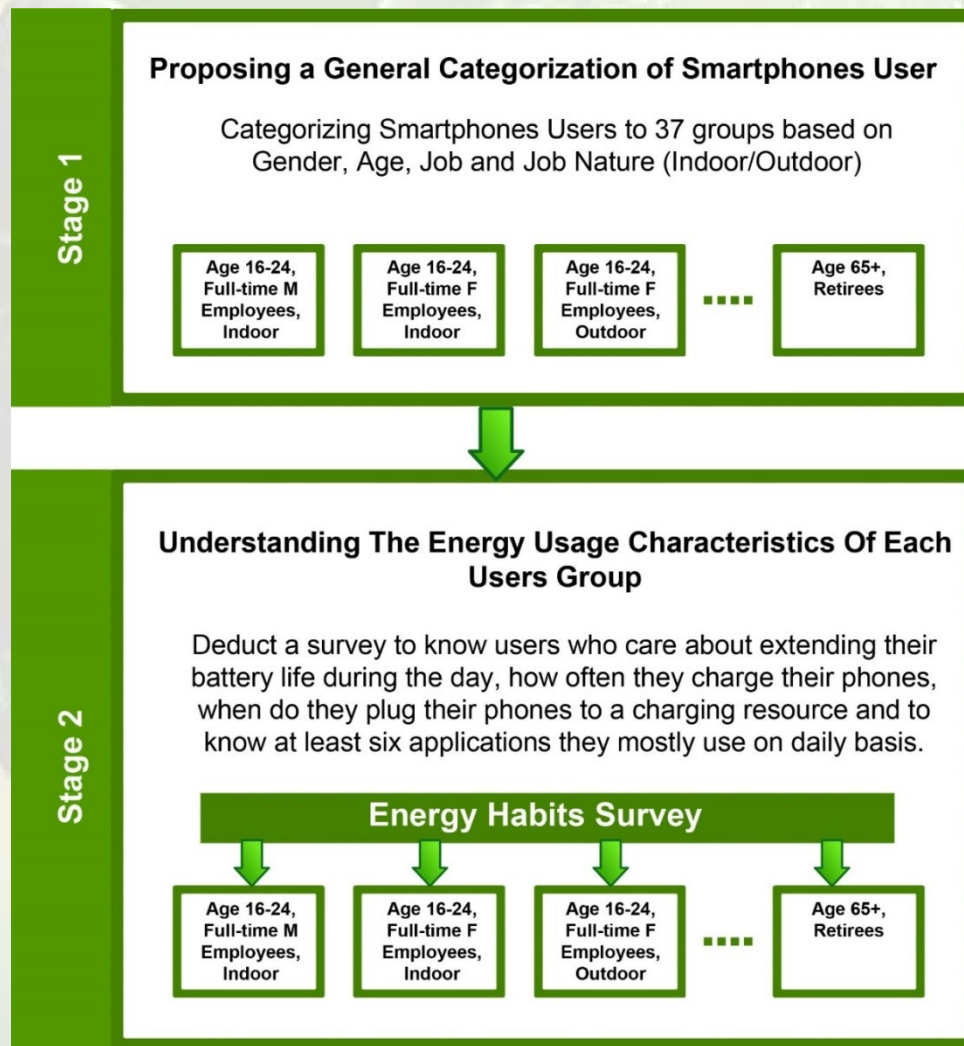 Stage 1
Proposing a General Categorization of Smartphones User
Categorizing Smartphones Users to 37 groups based on
Gender, Age, Job and Job Nature (Indoor/Outdoor)
Age 16-24,
Full-time M
Employees,
Indoor
Age 16-24,
Full-time F
Employees,
Indoor
Age 16-24,
Full-time F
Employees,
Outdoor
Age 65+,
Retirees
Stage 2
Understanding The Energy Usage Characteristics Of Each
Users Group
Deduct a survey to know users who care about extending their
battery life during the day, how often they charge their phones,
when do they plug their phones to a charging resource and to
know at least six applications they mostly use on daily basis.
Energy Habits Survey
Age 16-24,
Full-time M
Employees,
Indoor
Age 16-24,
Full-time F
Employees,
Indoor
Age 16-24,
Full-time F
Employees,
Outdoor
Age 65+,
Retirees